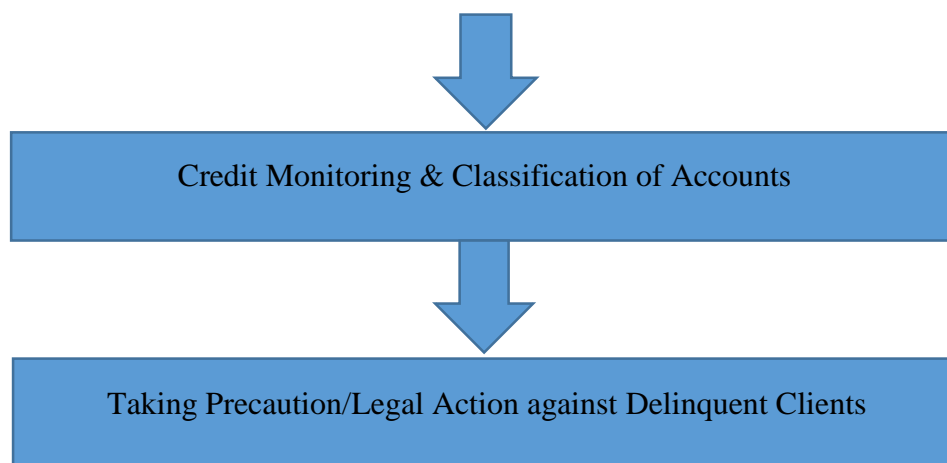 Credit Monitoring & Classification of Accounts
Taking Precaution/Legal Action against Delinquent Clients